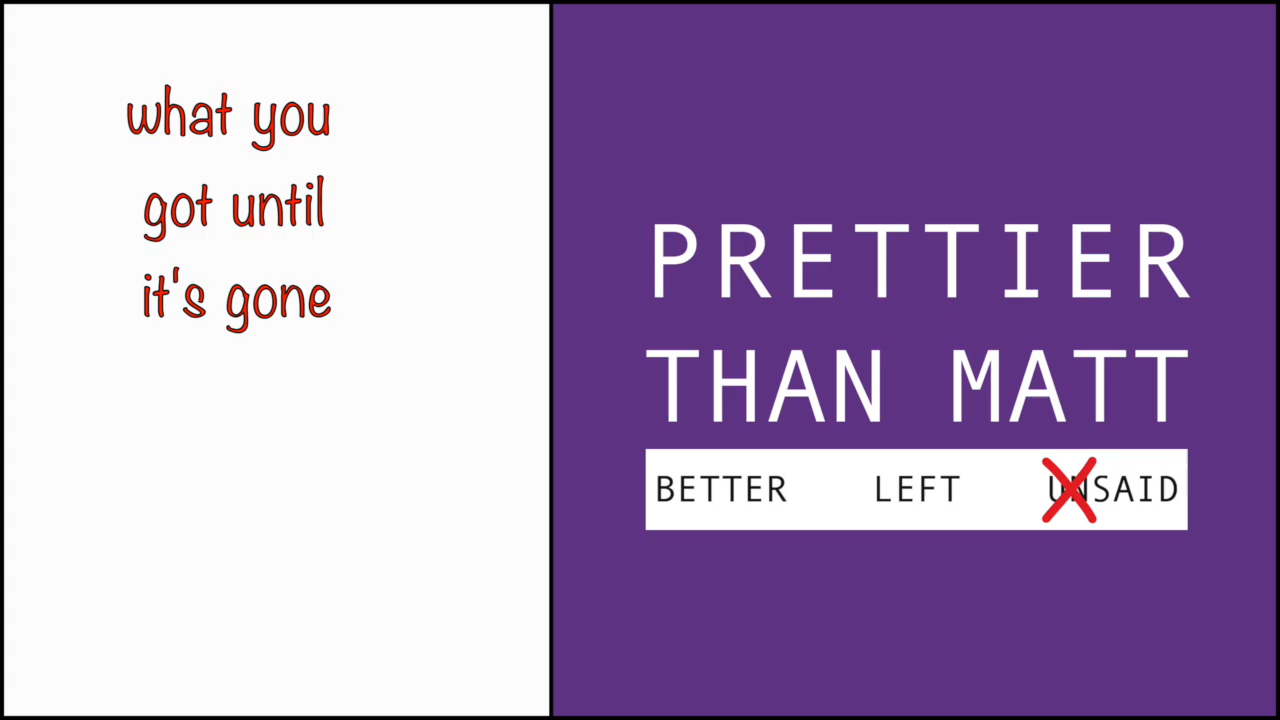 what you
got until
it's gone
PRETTIER
THAN MATT
BETTER LEFT UNSAID